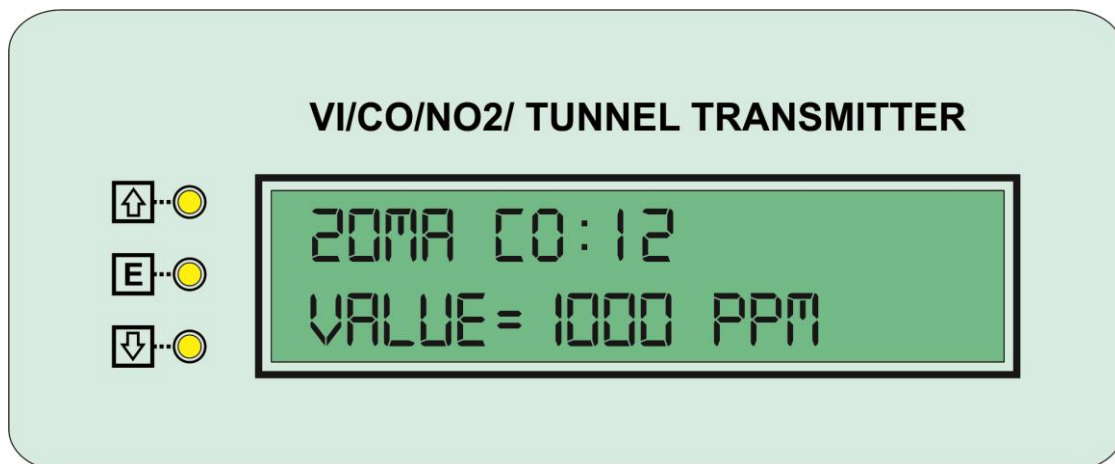 VI/CO/NO2/ TUNNEL TRANSMITTER
20MA CO:12
E
VALUE= 1000 PPM